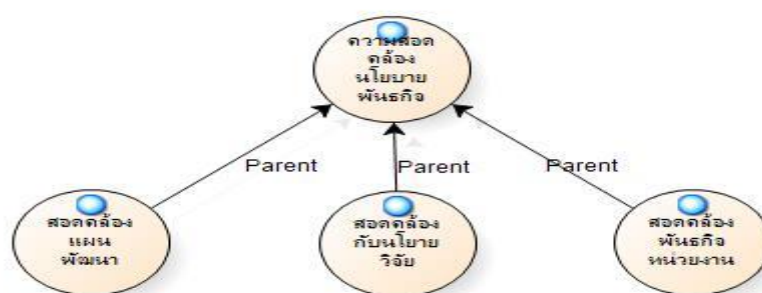 ความสอด
คล้อง
นโยบาย
พันธกิจ
Parent
Parent
Parent
สอดคล้อง
แผน
พัฒนา
สอดคล้อง
กับนโยาย
วิจัย
สอดคล้อง
พันธกิจ
หน่วยงาน